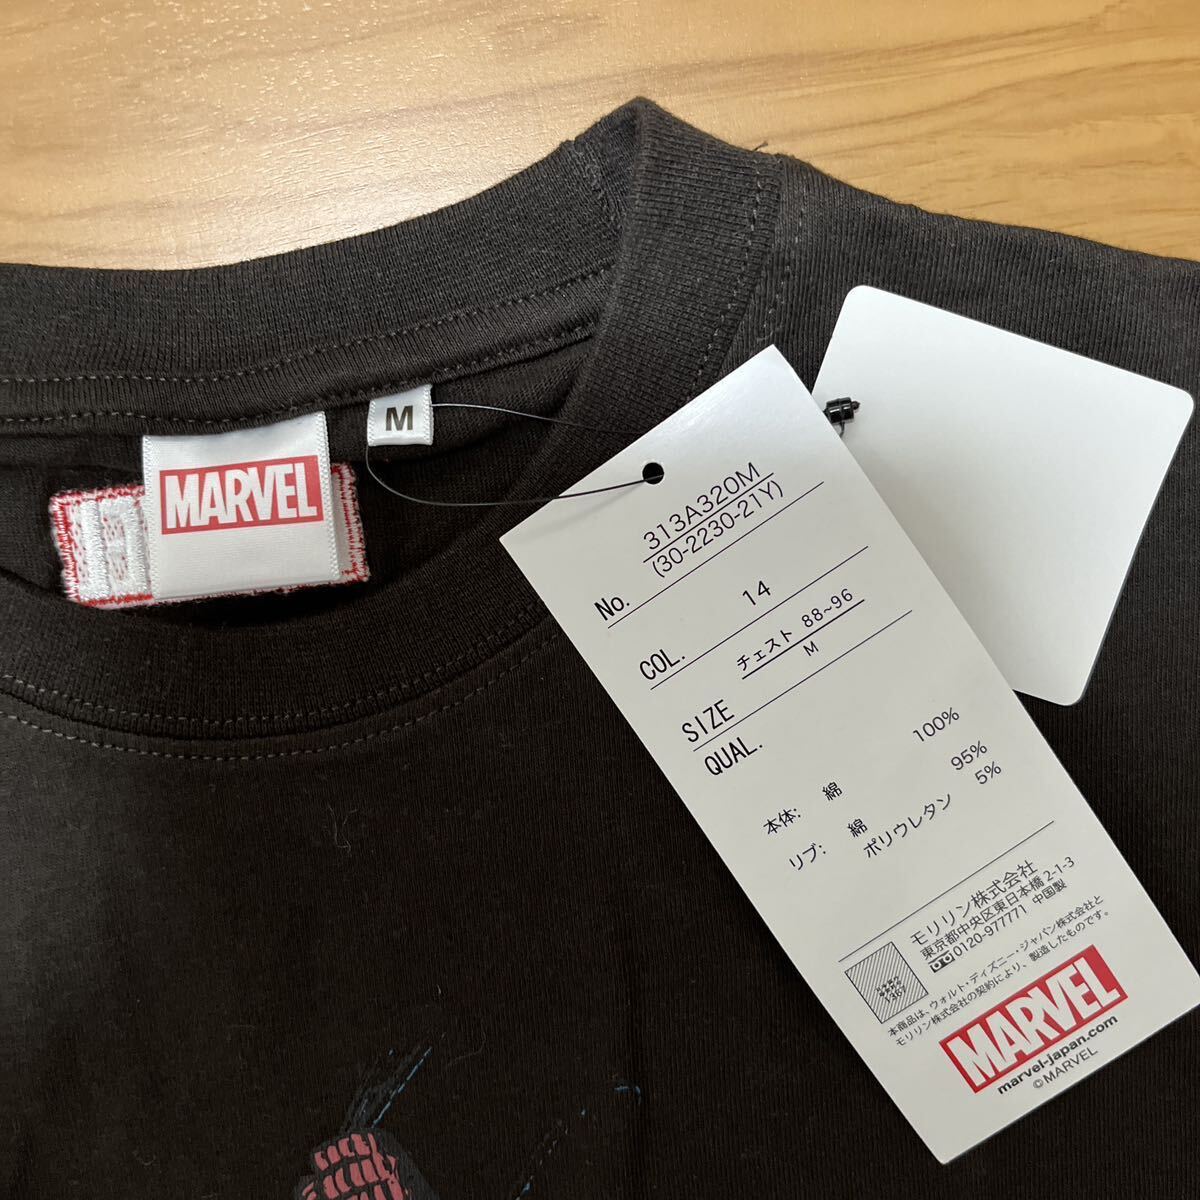 MARVEL
M
No. 313A320M
(30-2230-21Y)
COL. 14
SIZE チェスト 88~96
M
QUAL.
本体: 綿 100%
リブ: 綿 95%
ポリウレタン 5%
モリリン株式会社
東京都中央区東日本橋 2-1-3
0120-977771 中国製
1367
本商品は、ウォルト・ディズニー・ジャパン株式会社と
モリリン株式会社の契約により、製造したものです。
MARVEL
marvel-japan.com
©MARVEL